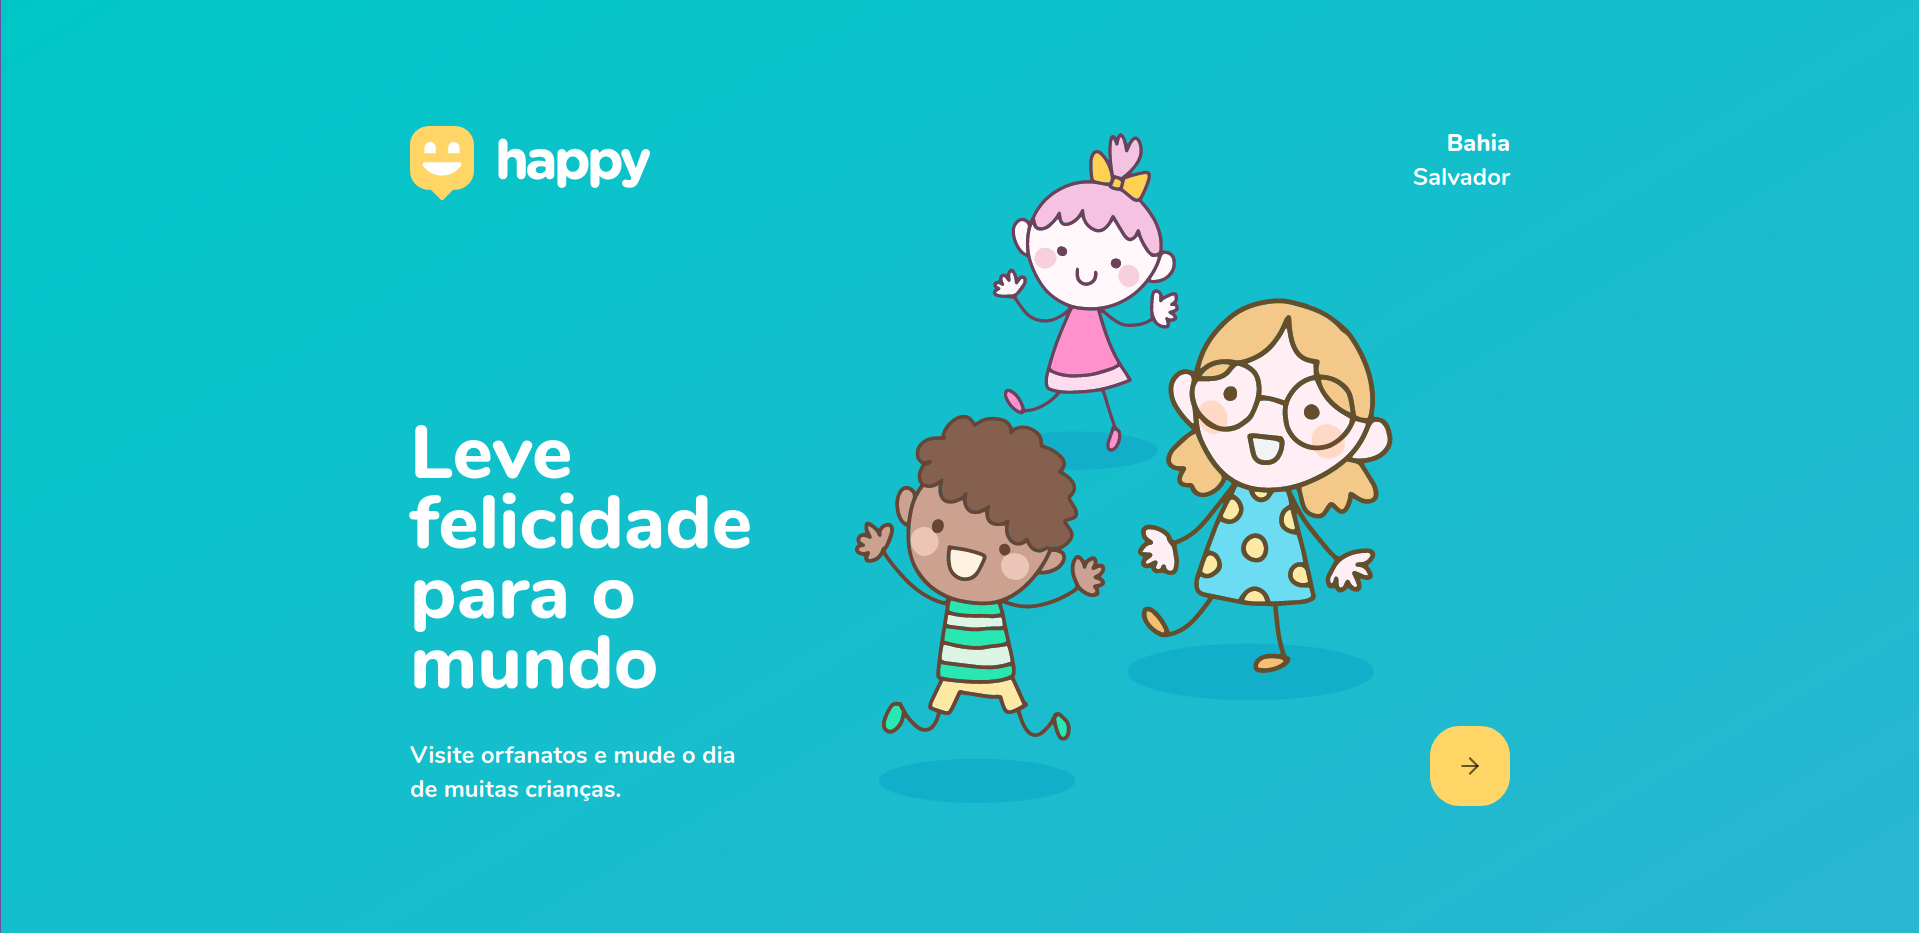 happy
Bahia
Salvador
Leve
felicidade
para o
mundo
Visite orfanatos e mude o dia
de muitas crianças.